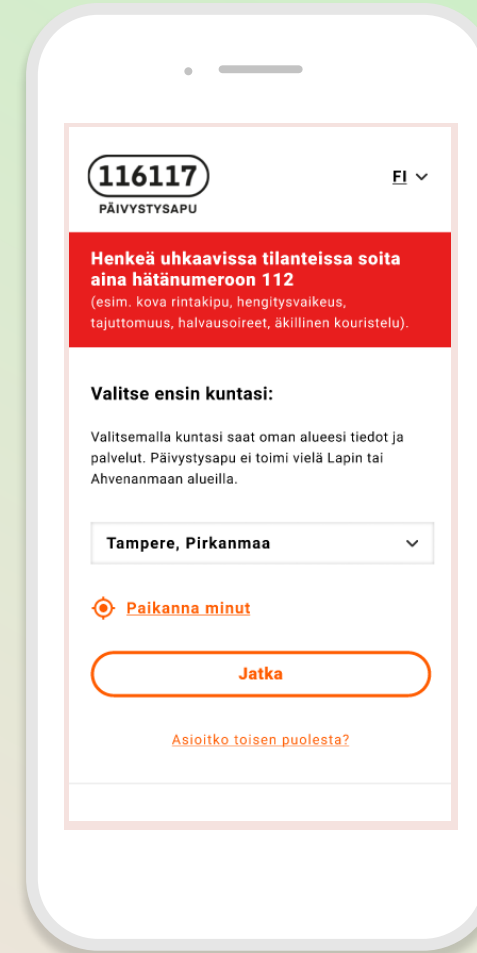 116117
PÄIVYSTYSAPU
FI
Henkeä uhkaavissa tilanteissa soita
aina hätänumeroon 112
(esim. kova rintakipu, hengitysvaikeus,
tajuttomuus, halvausoireet, äkillinen kouristelu).
Valitse ensin kuntasi:
Valitsemalla kuntasi saat oman alueesi tiedot ja
palvelut. Päivystysapu ei toimi vielä Lapin tai
Ahvenanmaan alueilla.
Tampere, Pirkanmaa
Paikanna minut
Jatka
Asioitko toisen puolesta?